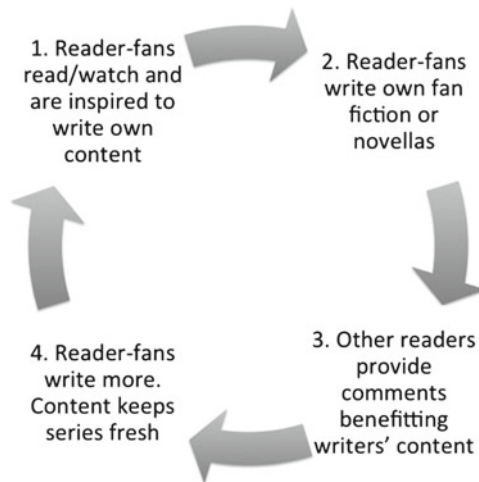 1. Reader-fans
read/watch and
are inspired to
write own
content
2. Reader-fans
write own fan
fiction or
novellas
3. Other readers
provide
comments
benefitting
writers' content
4. Reader-fans
write more.
Content keeps
series fresh